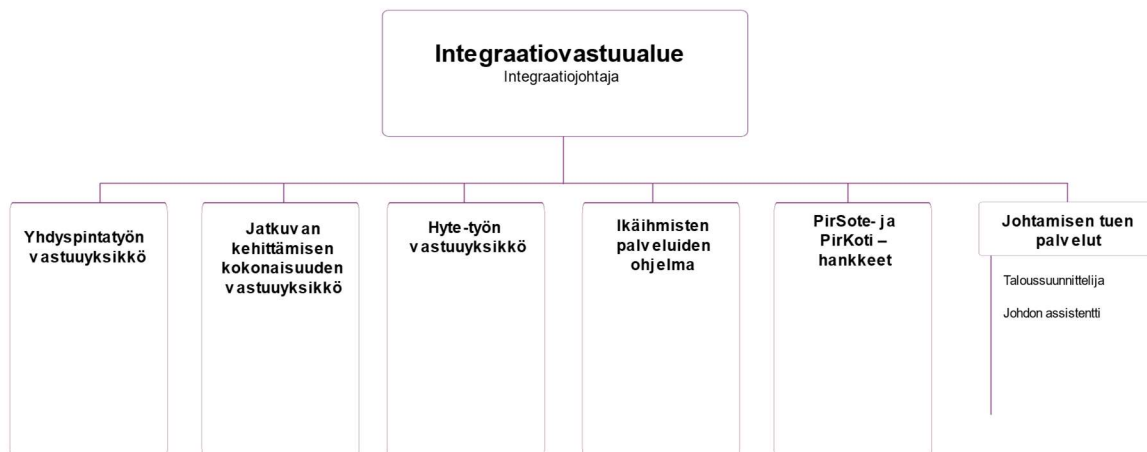 Integraatiovastuualue
Integraatiojohtaja
Yhdyspintatyön
vastuuyksikkö
Jatkuvan
kehittämisen
kokonaisuuden
vastuuyksikkö
Hyte-työn
vastuuyksikkö
Ikäihmisten
palveluiden
ohjelma
PirSote- ja
PirKoti –
hankkeet
Johtamisen tuen
palvelut
Taloussuunnittelija
Johdon assistentti